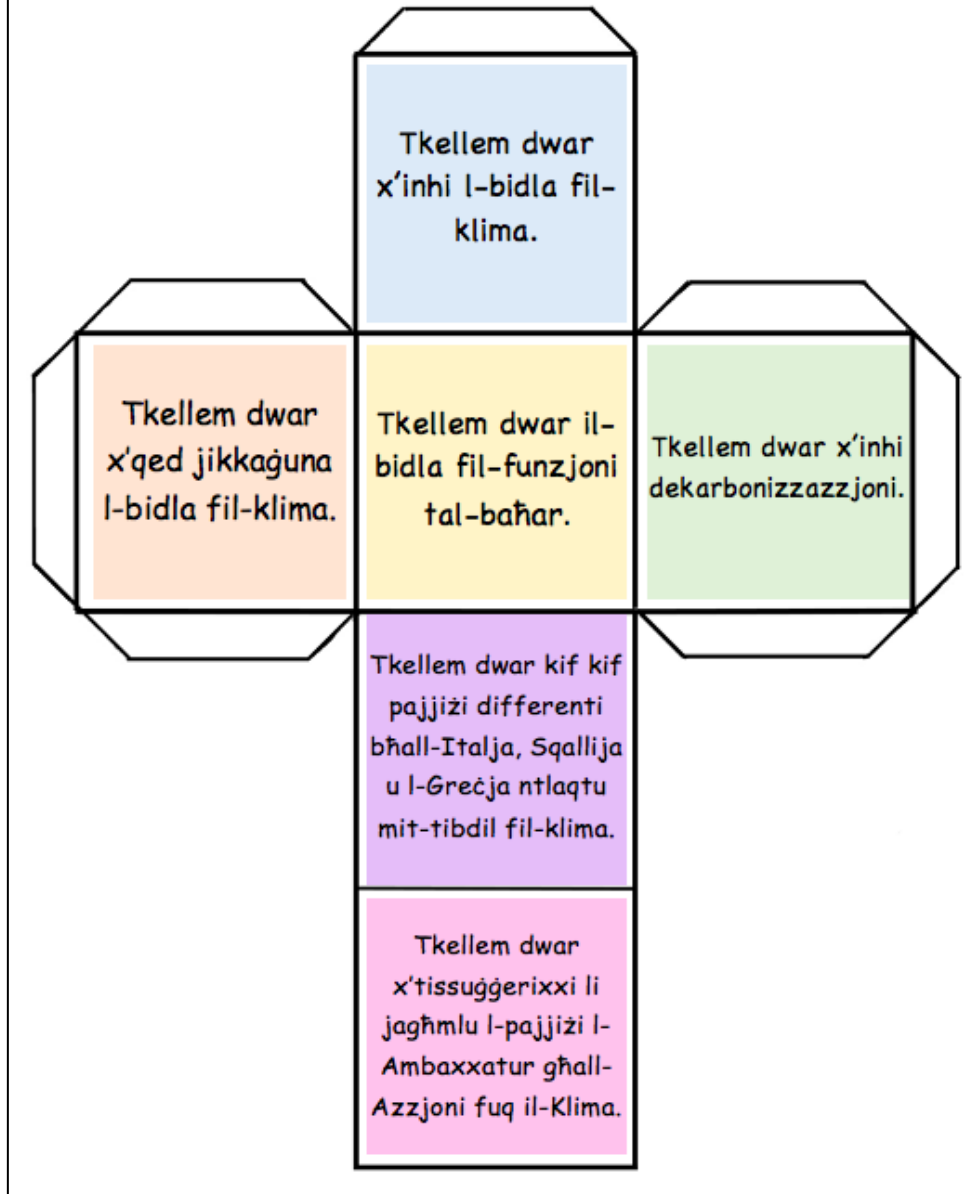 Tkellem dwar
x'inhi l-bidla fil-
klima.
Tkellem dwar
x'qed jikkaġuna
l-bidla fil-klima.
Tkellem dwar il-
bidla fil-funzjoni
tal-baħar.
Tkellem dwar x'inhi
dekarbonizzazzjoni.
Tkellem dwar kif kif
pajjiżi differenti
bħall-Italja, Sqallija
u l-Greċja ntlaqtu
mit-tibdil fil-klima.
Tkellem dwar
x'tissuġġerixxi li
jagħmlu l-pajjiżi l-
Ambaxxatur għall-
Azzjoni fuq il-Klima.